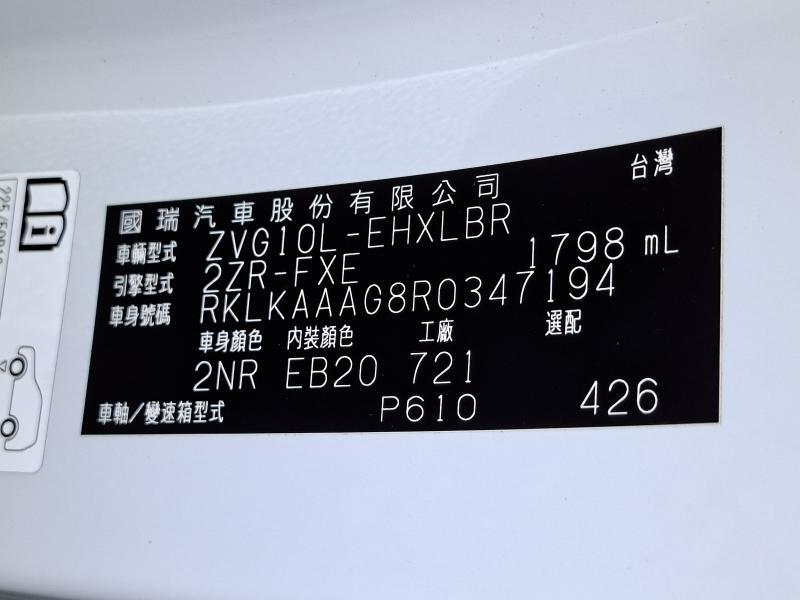 國瑞汽車股份有限公司 台灣
車輛型式 ZVG10L-EHXLBR
引擎型式 2ZR-FXE 1798 mL
車身號碼 RKLKAAAG8R0347194
車身顏色 內裝顏色 工廠 選配
2NR EB20 721
車軸/變速箱型式 P610 426